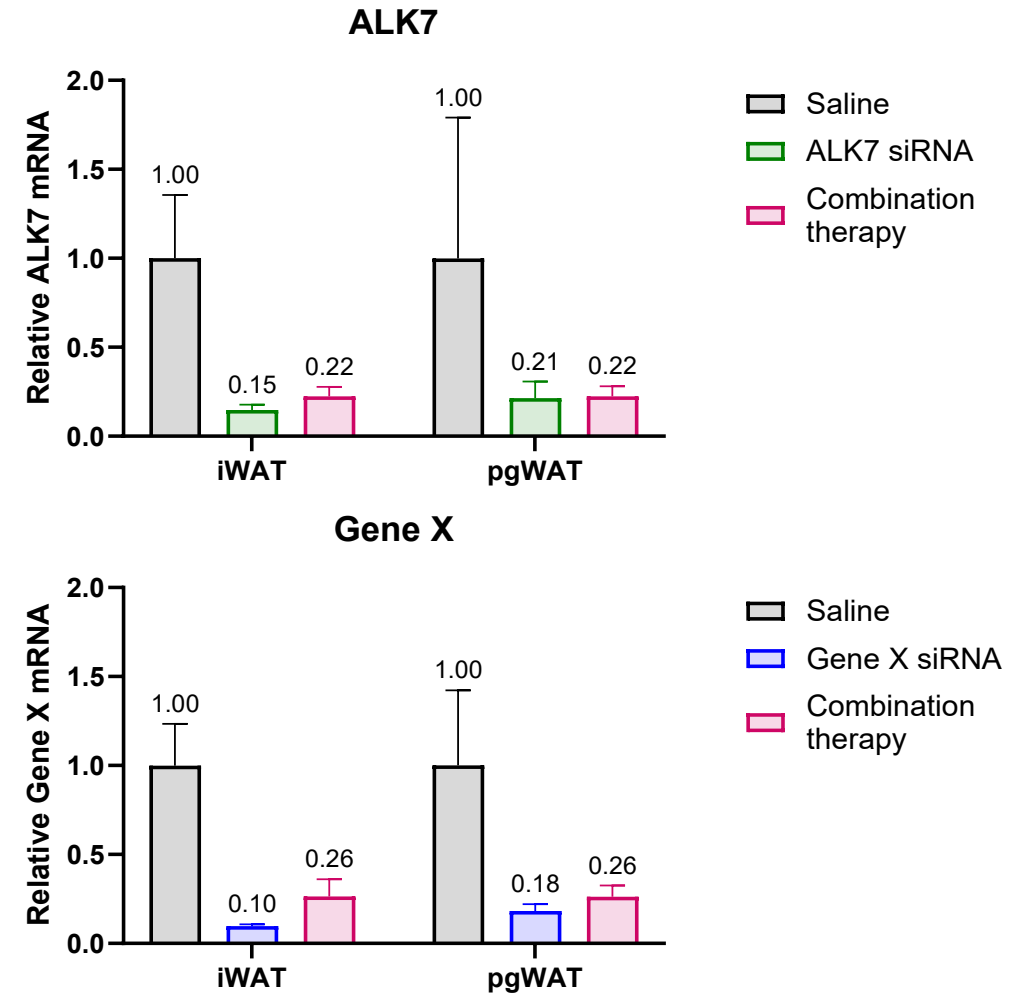 ALK7
Relative ALK7 mRNA
2.0
1.5
1.0
0.5
0.0
1.00
0.15
0.22
1.00
0.21
0.22
iWAT
pgWAT
Saline
ALK7 siRNA
Combination
therapy
Gene X
Relative Gene X mRNA
2.0
1.5
1.0
0.5
0.0
1.00
0.10
0.26
1.00
0.18
0.26
iWAT
pgWAT
Saline
Gene X siRNA
Combination
therapy